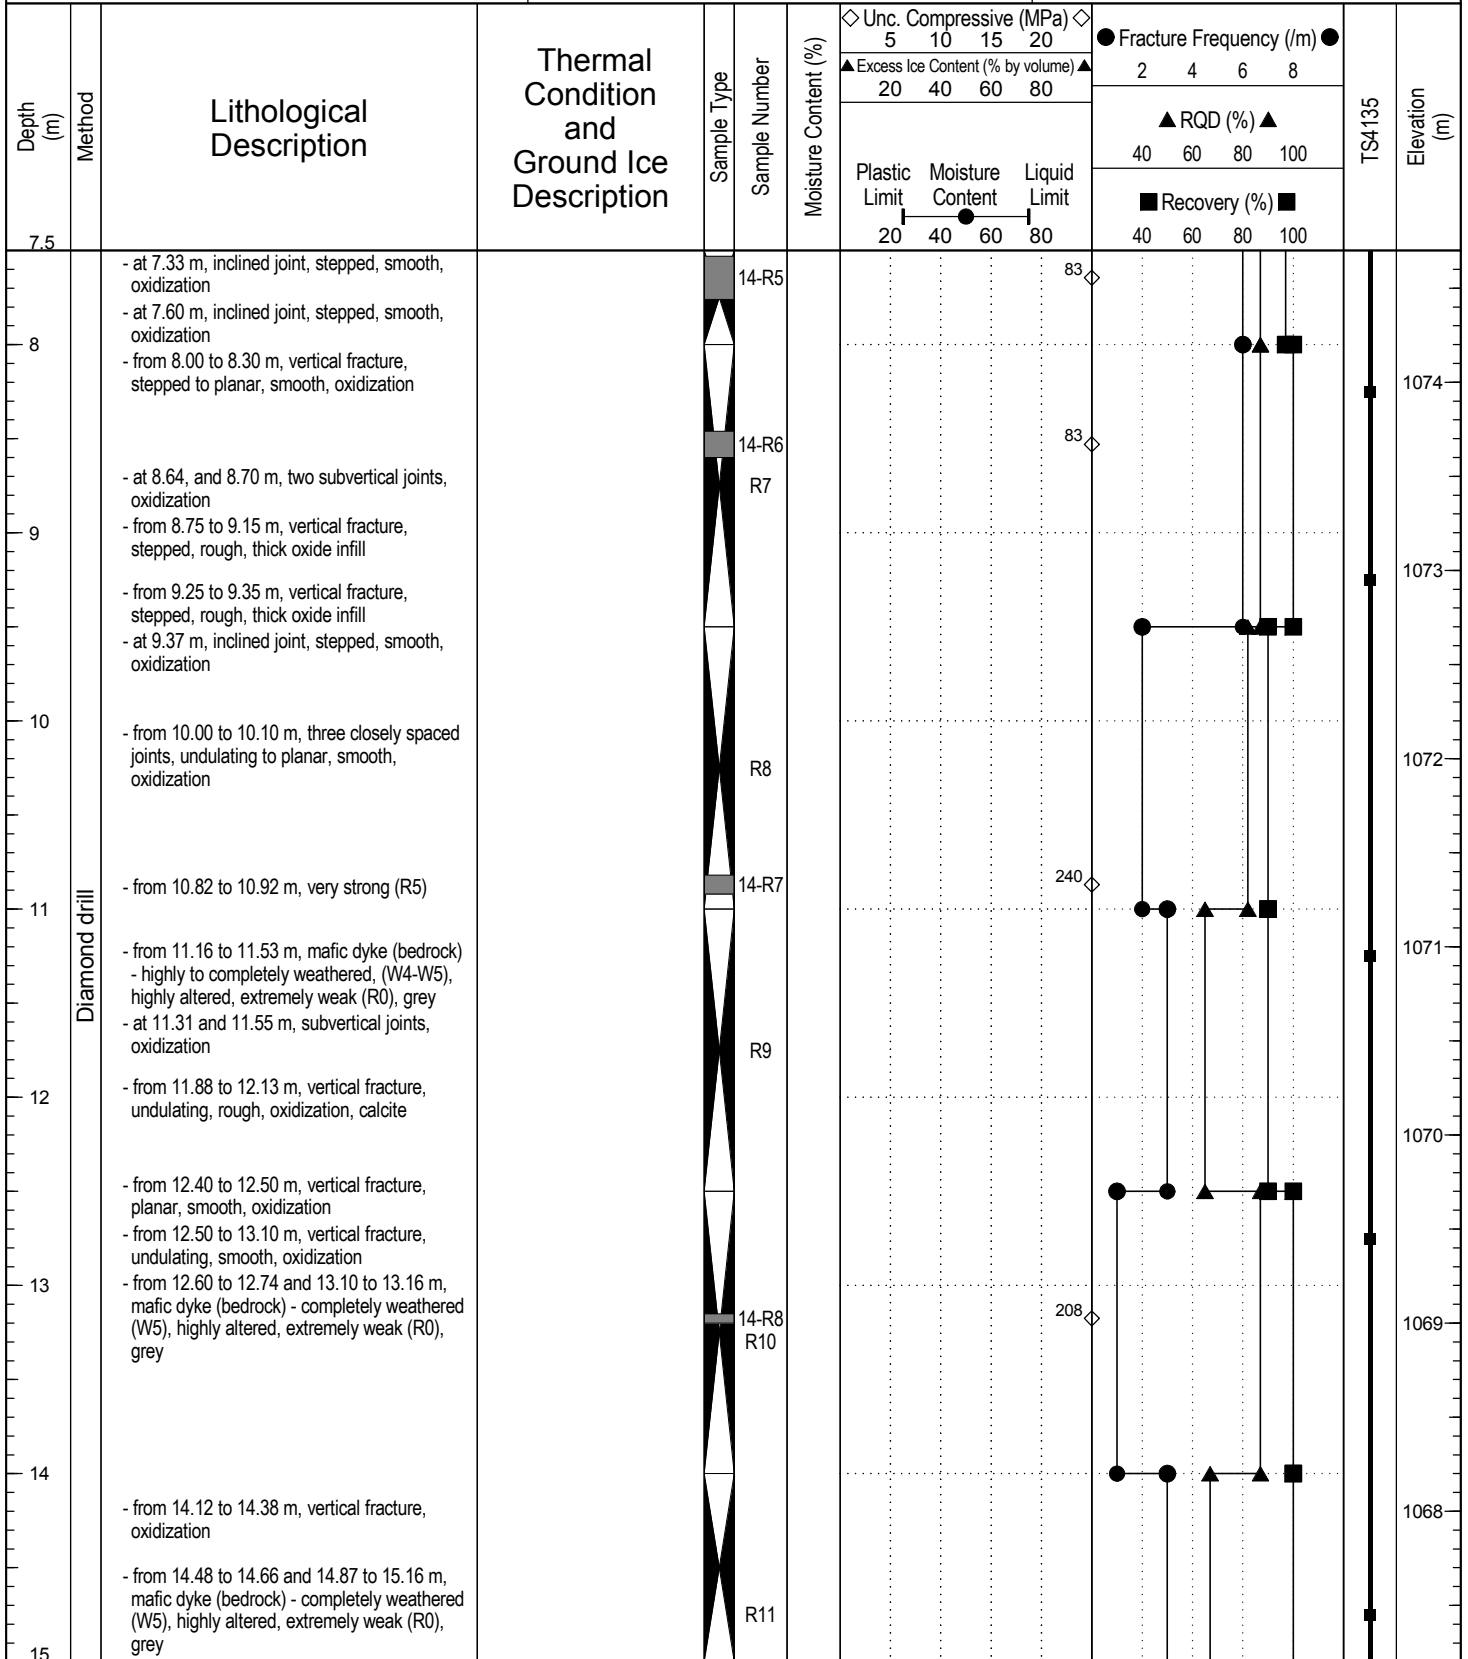 Depth
(m)
Method
Lithological
Description
Thermal
Condition
and
Ground Ice
Description
Sample Type
Sample Number
Moisture Content (%)
Unc. Compressive (MPa)
5 10 15 20
Excess Ice Content (% by volume)
20 40 60 80
Plastic Limit
Moisture Content
Liquid Limit
20 40 60 80
Fracture Frequency (/m)
2 4 6 8
RQD (%)
40 60 80 100
Recovery (%)
40 60 80 100
TS4135
Elevation
(m)
7.5
- at 7.33 m, inclined joint, stepped, smooth,
oxidization
14-R5
83
- at 7.60 m, inclined joint, stepped, smooth,
oxidization
8
- from 8.00 to 8.30 m, vertical fracture,
stepped to planar, smooth, oxidization
1074
14-R6
83
- at 8.64, and 8.70 m, two subvertical joints,
oxidization
R7
- from 8.75 to 9.15 m, vertical fracture,
stepped, rough, thick oxide infill
9
1073
- from 9.25 to 9.35 m, vertical fracture,
stepped, rough, thick oxide infill
- at 9.37 m, inclined joint, stepped, smooth,
oxidization
10
- from 10.00 to 10.10 m, three closely spaced
joints, undulating to planar, smooth,
oxidization
R8
1072
- from 10.82 to 10.92 m, very strong (R5)
14-R7
240
11
Diamond drill
- from 11.16 to 11.53 m, mafic dyke (bedrock)
- highly to completely weathered, (W4-W5),
highly altered, extremely weak (R0), grey
1071
- at 11.31 and 11.55 m, subvertical joints,
oxidization
R9
- from 11.88 to 12.13 m, vertical fracture,
undulating, rough, oxidization, calcite
12
1070
- from 12.40 to 12.50 m, vertical fracture,
planar, smooth, oxidization
- from 12.50 to 13.10 m, vertical fracture,
undulating, smooth, oxidization
13
- from 12.60 to 12.74 and 13.10 to 13.16 m,
mafic dyke (bedrock) - completely weathered
(W5), highly altered, extremely weak (R0),
grey
14-R8
208
R10
1069
14
- from 14.12 to 14.38 m, vertical fracture,
oxidization
1068
- from 14.48 to 14.66 and 14.87 to 15.16 m,
mafic dyke (bedrock) - completely weathered
(W5), highly altered, extremely weak (R0),
grey
R11
15